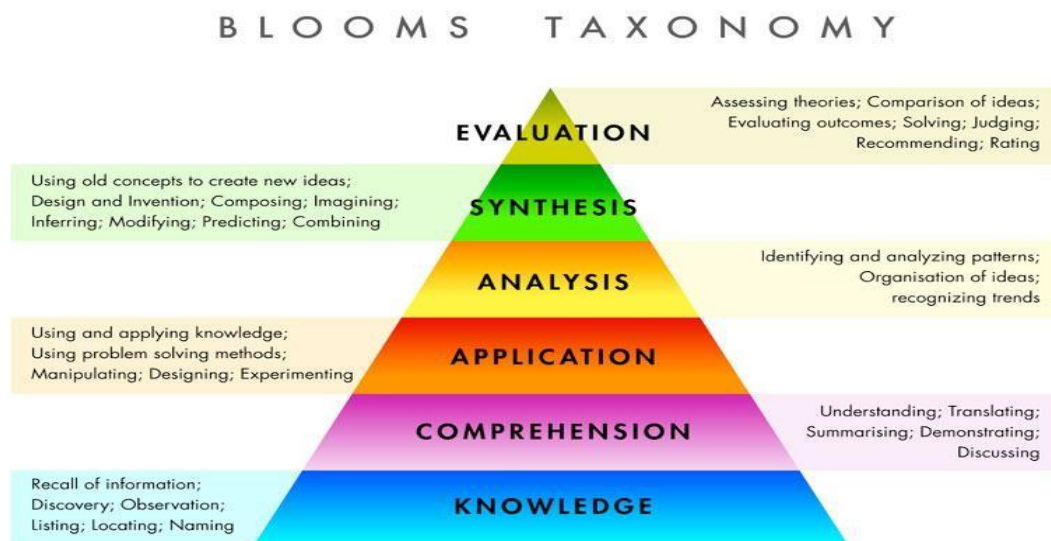 BLOOMS TAXONOMY
EVALUATION
Assessing theories; Comparison of ideas;
Evaluating outcomes; Solving; Judging;
Recommending; Rating
Using old concepts to create new ideas;
Design and Invention; Composing; Imagining;
Inferring; Modifying; Predicting; Combining
SYNTHESIS
ANALYSIS
Identifying and analyzing patterns;
Organisation of ideas;
recognizing trends
Using and applying knowledge;
Using problem solving methods;
Manipulating; Designing; Experimenting
APPLICATION
COMPREHENSION
Understanding; Translating;
Summarising; Demonstrating;
Discussing
Recall of information;
Discovery; Observation;
Listing; Locating; Naming
KNOWLEDGE